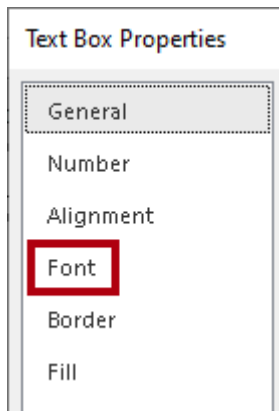 Text Box Properties
General
Number
Alignment
Font
Border
Fill